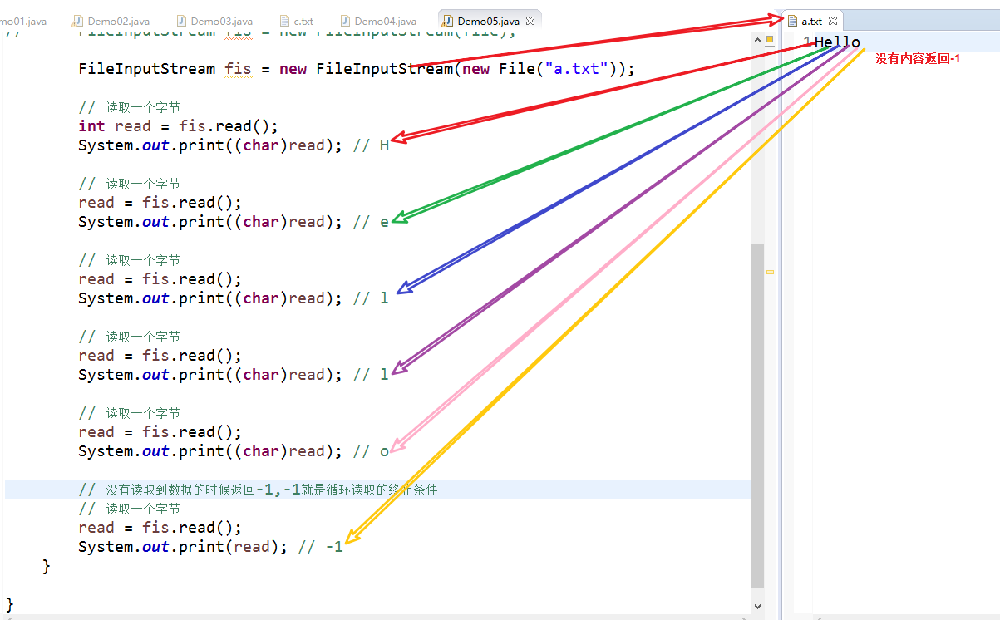 mo01.java Demo02.java Demo03.java c.txt Demo04.java Demo05.java a.txt
// FileInputStream fis = new FileInputStream(file);
FileInputStream fis = new FileInputStream(new File("a.txt"));
// 读取一个字节
int read = fis.read();
System.out.print((char)read); // H
// 读取一个字节
read = fis.read();
System.out.print((char)read); // e
// 读取一个字节
read = fis.read();
System.out.print((char)read); // l
// 读取一个字节
read = fis.read();
System.out.print((char)read); // l
// 读取一个字节
read = fis.read();
System.out.print((char)read); // o
// 没有读取到数据的时候返回-1,-1就是循环读取的终止条件
// 读取一个字节
read = fis.read();
System.out.print(read); // -1
}
}
1Hello
没有内容返回-1